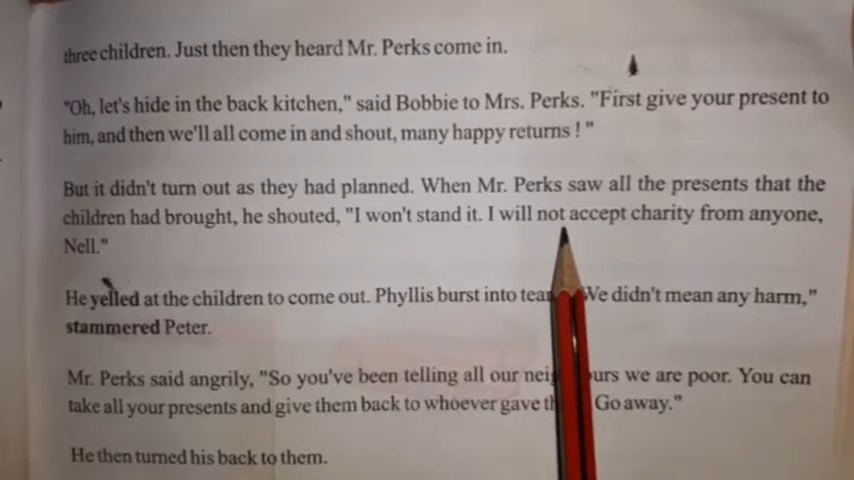 three children. Just then they heard Mr. Perks come in.
"Oh, let's hide in the back kitchen," said Bobbie to Mrs. Perks. "First give your present to
him, and then we'll all come in and shout, many happy returns ! "
But it didn't turn out as they had planned. When Mr. Perks saw all the presents that the
children had brought, he shouted, "I won't stand it. I will not accept charity from anyone,
Nell."
He yelled at the children to come out. Phyllis burst into We didn't mean any harm,"
stammered Peter.
Mr. Perks said angrily, "So you've been telling all our we are poor. You can
take all your presents and give them back to whoever gave Go away."
He then turned his back to them.